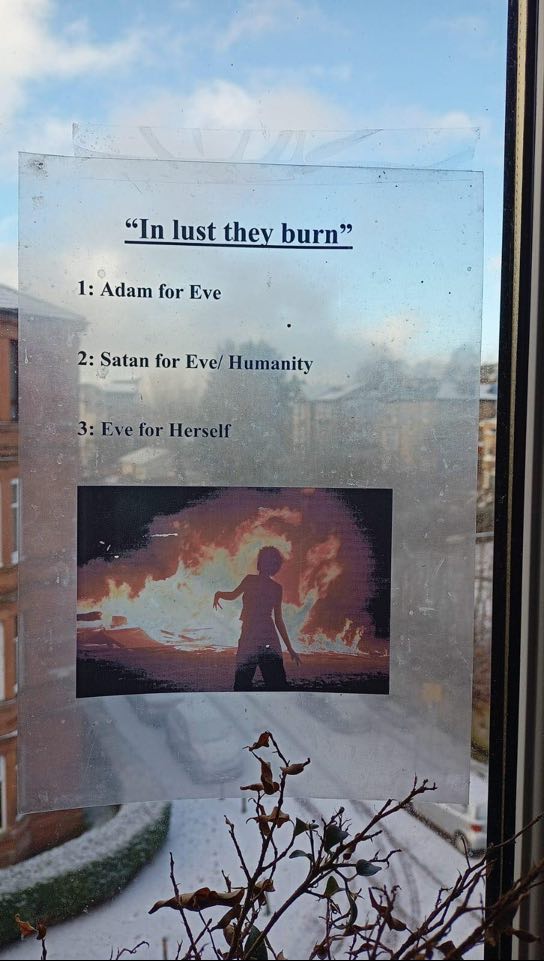 “In lust they burn”
1: Adam for Eve
2: Satan for Eve/ Humanity
3: Eve for Herself